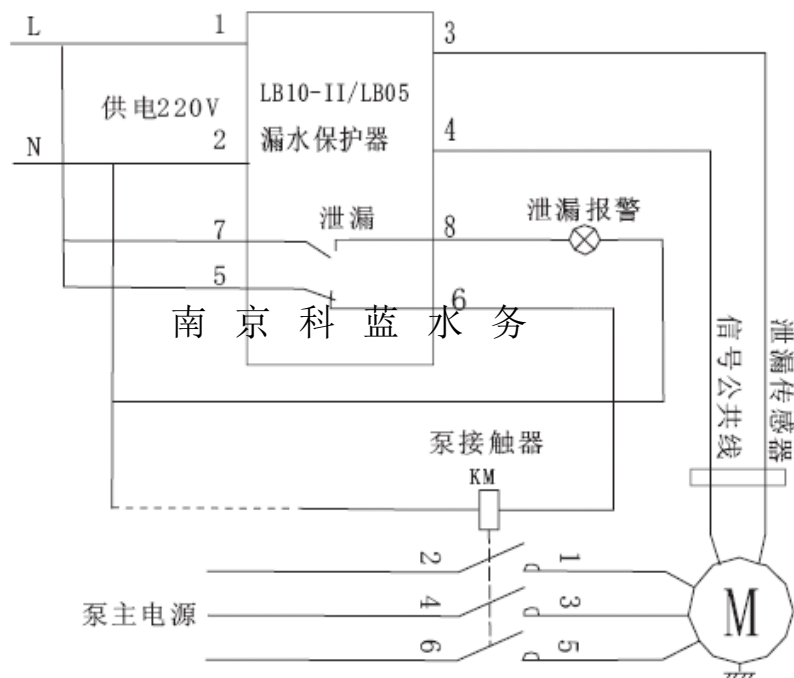 L
1
3
供电220V
LB10-II/LB05
漏水保护器
N
2
4
7
泄漏
8
泄漏报警
5
6
南京科蓝水务
信号公共线
泄漏传感器
泵接触器
KM
2
1
泵主电源
4
3
M
6
5